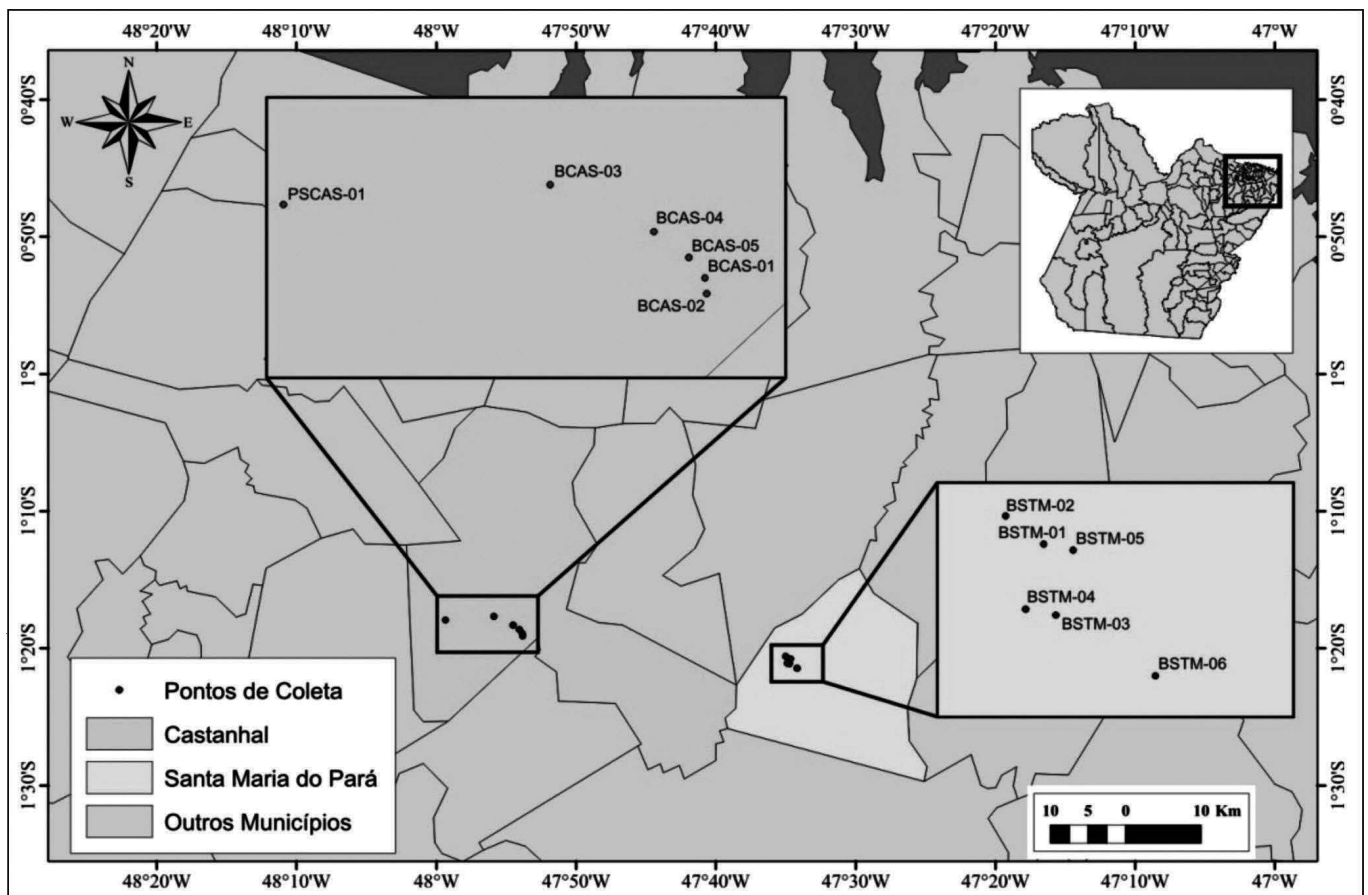 48°20'W 48°10'W 48°0'W 47°50'W 47°40'W 47°30'W 47°20'W 47°10'W 47°0'W
0°40'S
0°50'S
1°S
1°10'S
1°20'S
1°30'S
0°40'S
0°50'S
1°S
1°10'S
1°20'S
1°30'S
N
W E
S
PSCAS-01
BCAS-03
BCAS-04
BCAS-05
BCAS-01
BCAS-02
BSTM-02
BSTM-01
BSTM-05
BSTM-04
BSTM-03
BSTM-06
Pontos de Coleta
Castanhal
Santa Maria do Pará
Outros Municípios
10 5 0 10 Km
48°20'W 48°10'W 48°0'W 47°50'W 47°40'W 47°30'W 47°20'W 47°10'W 47°0'W